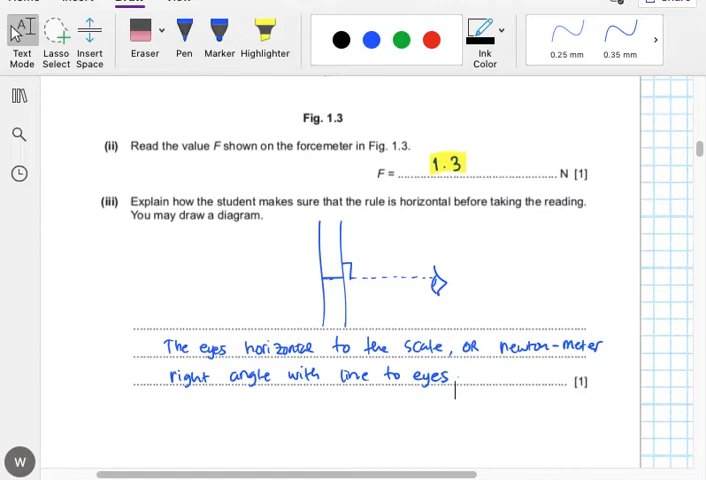 Text Mode
Lasso Select
Insert Space
Eraser
Pen
Marker
Highlighter
Ink Color
0.25 mm
0.35 mm
Fig. 1.3
(ii) Read the value F shown on the forcemeter in Fig. 1.3.
F = 1.3 N [1]
(iii) Explain how the student makes sure that the rule is horizontal before taking the reading.
You may draw a diagram.
The eyes horizontal to the scale, OR newton-meter
right angle with line to eyes. [1]
W